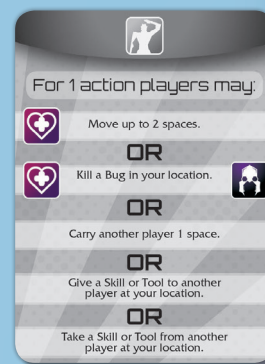 For 1 action players may:
Move up to 2 spaces.
OR
Kill a Bug in your location.
OR
Carry another player 1 space.
OR
Give a Skill or Tool to another
player at your location.
OR
Take a Skill or Tool from another
player at your location.